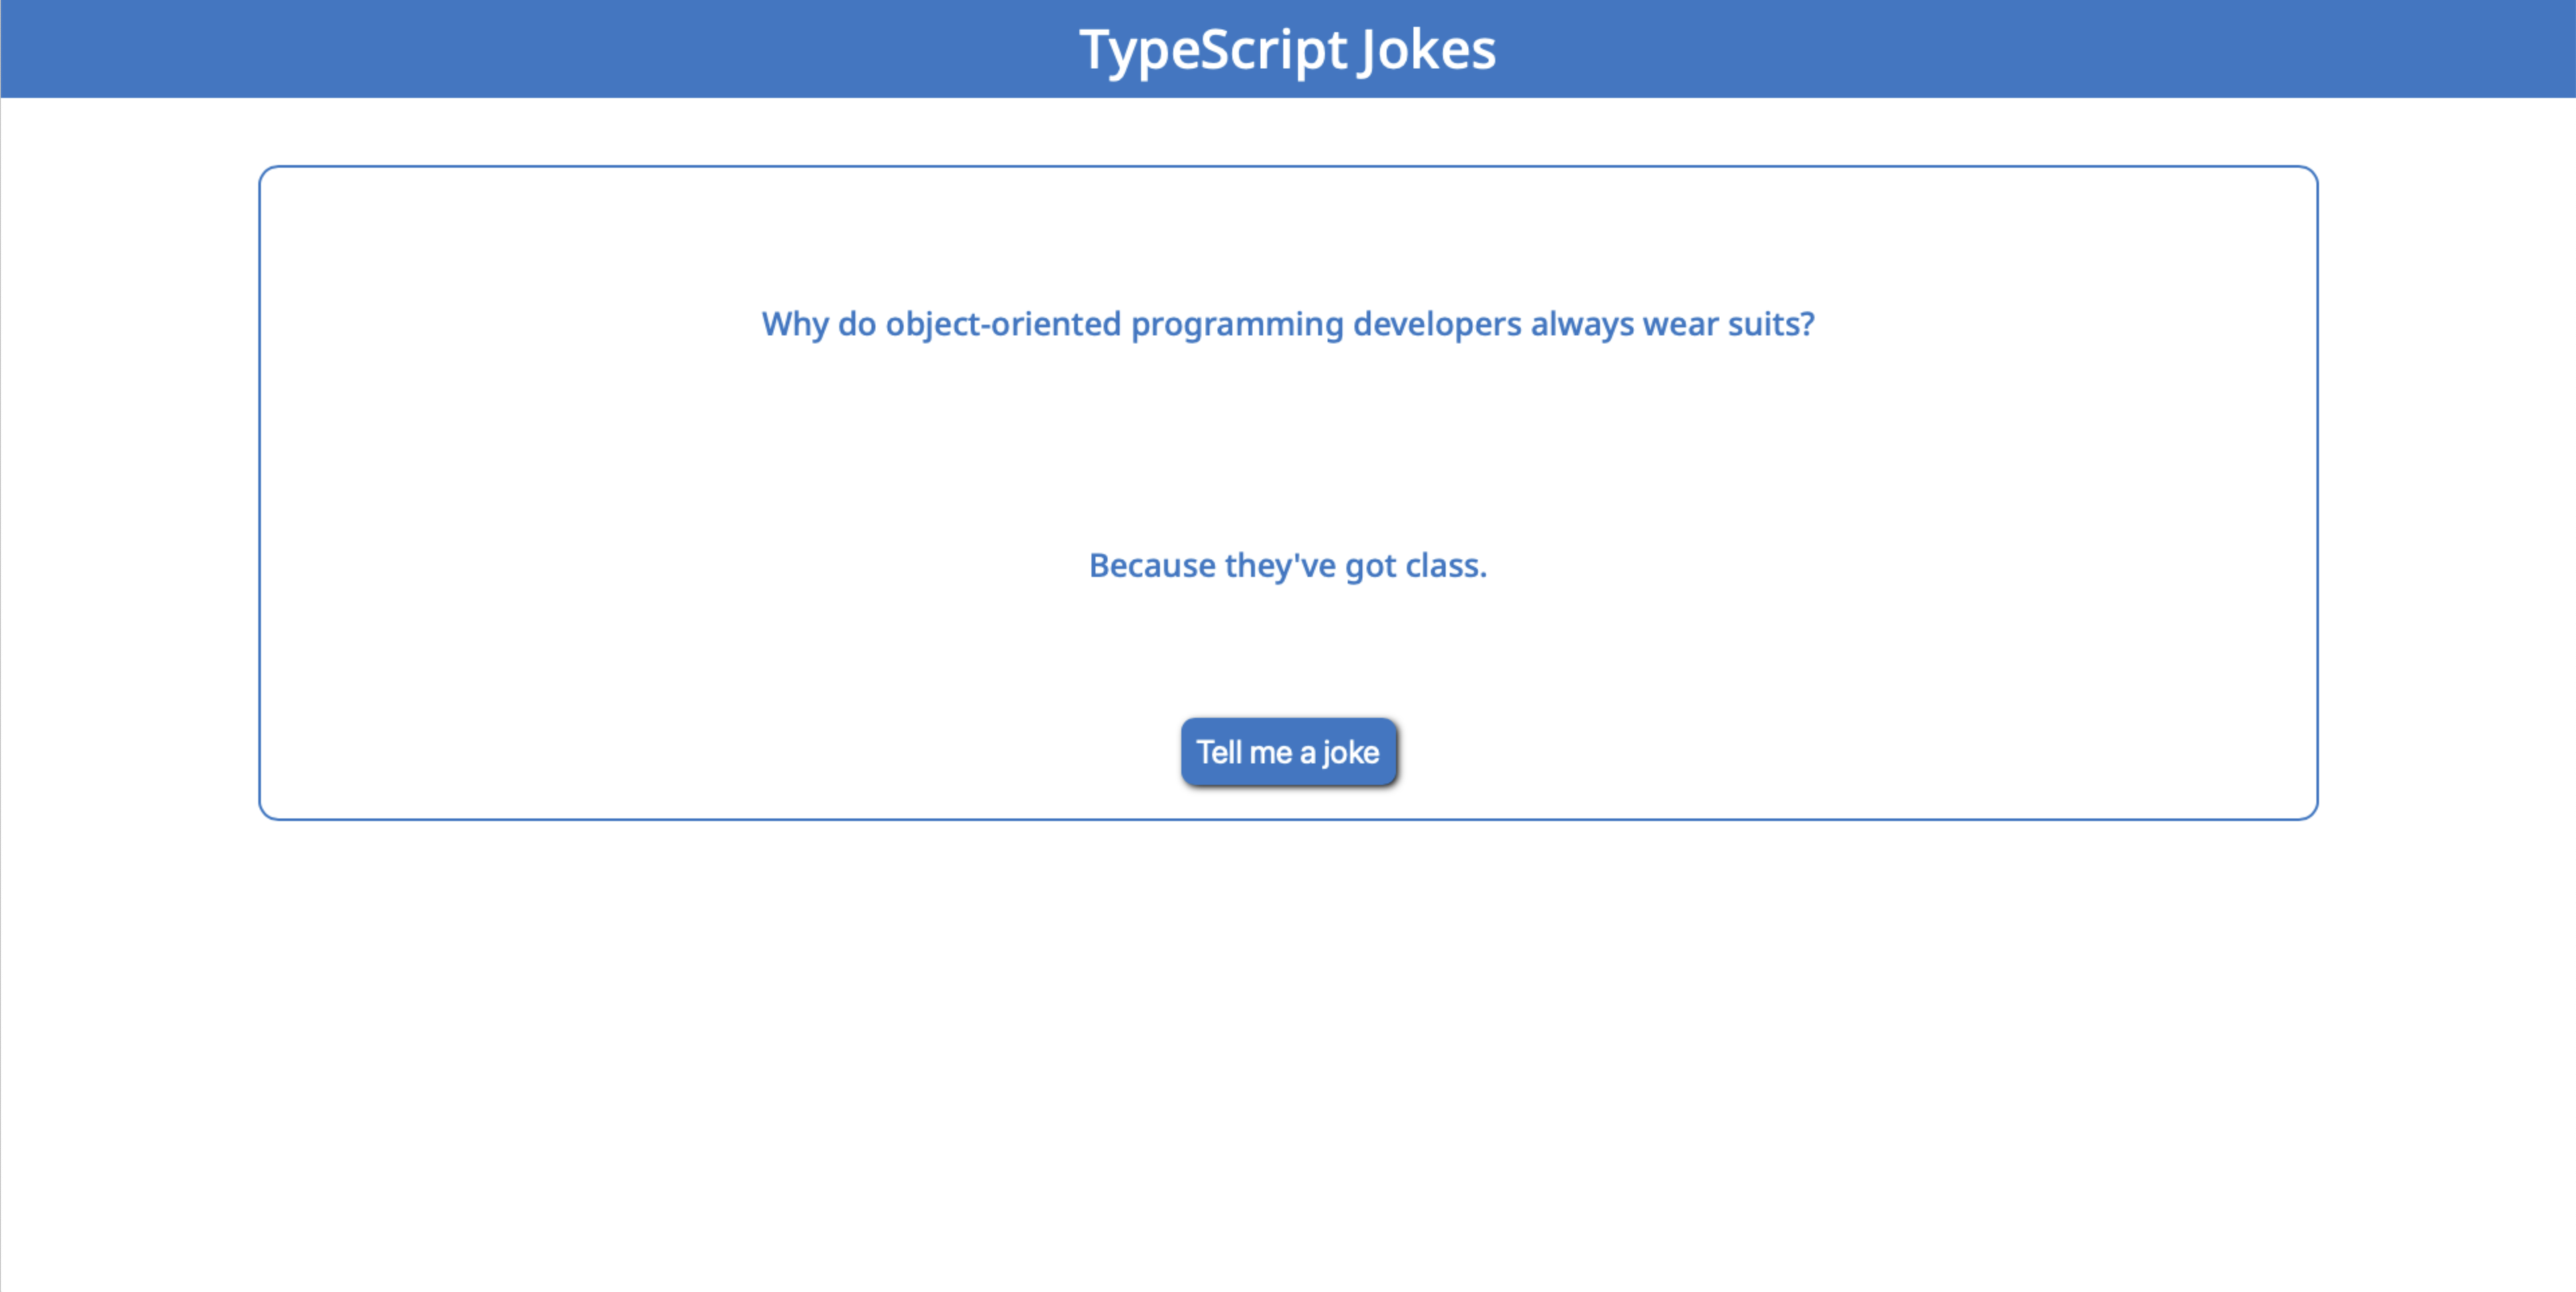 TypeScript Jokes
Why do object-oriented programming developers always wear suits?
Because they've got class.
Tell me a joke